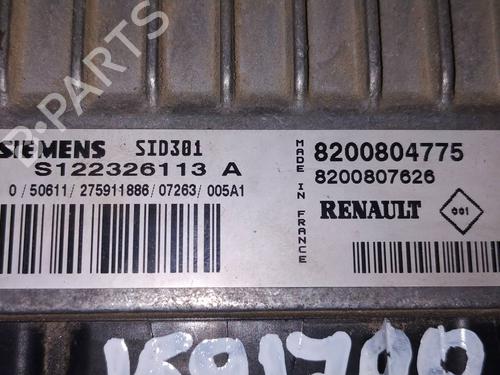 B-PARTS
SIEMENS SID301
S122326113 A
0/50611/275911886/07263/005A1
MADE IN FRANCE
8200804775
8200807626
RENAULT
001